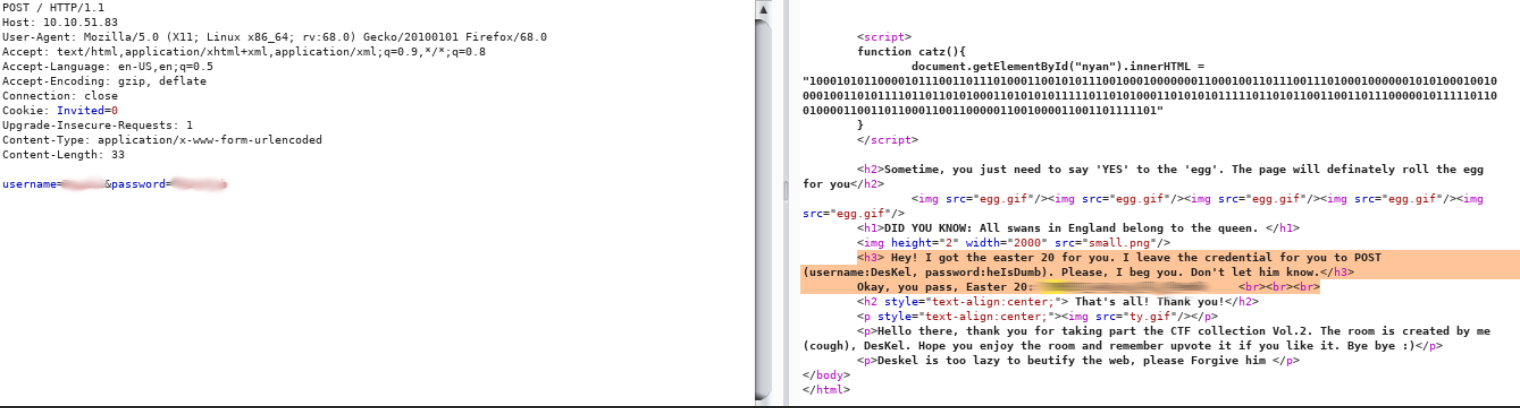 POST / HTTP/1.1
Host: 10.10.51.83
User-Agent: Mozilla/5.0 (X11; Linux x86_64; rv:68.0) Gecko/20100101 Firefox/68.0
Accept: text/html,application/xhtml+xml,application/xml;q=0.9,*/*;q=0.8
Accept-Language: en-US,en;q=0.5
Accept-Encoding: gzip, deflate
Connection: close
Cookie: Invited=0
Upgrade-Insecure-Requests: 1
Content-Type: application/x-www-form-urlencoded
Content-Length: 33
username= &password=
<script>
function catz(){
document.getElementById("nyan").innerHTML =
"100010101100001011100110111010001100101011100100010000000011000100110111001110100010000001010100010010
000100110101111011011010100011010101011111011010100011010101011111011010110011001101110000010111110110
0100001100110110001100110000011001000011001101111101"
}
</script>
<h2>Sometime, you just need to say 'YES' to the 'egg'. The page will definately roll the egg
for you</h2>
<img src="egg.gif"/><img src="egg.gif"/><img src="egg.gif"/><img src="egg.gif"/><img
src="egg.gif"/>
<h1>DID YOU KNOW: All swans in England belong to the queen. </h1>
<img height="2" width="2000" src="small.png"/>
<h3> Hey! I got the easter 20 for you. I leave the credential for you to POST
(username:DesKel, password:heIsDumb). Please, I beg you. Don't let him know.</h3>
Okay, you pass, Easter 20: <br><br><br>
<h2 style="text-align:center;"> That's all! Thank you!</h2>
<p style="text-align:center;"><img src="ty.gif"/></p>
<p>Hello there, thank you for taking part the CTF collection Vol.2. The room is created by me
(cough), DesKel. Hope you enjoy the room and remember upvote it if you like it. Bye bye :)</p>
<p>Deskel is too lazy to beutify the web, please Forgive him </p>
</body>
</html>